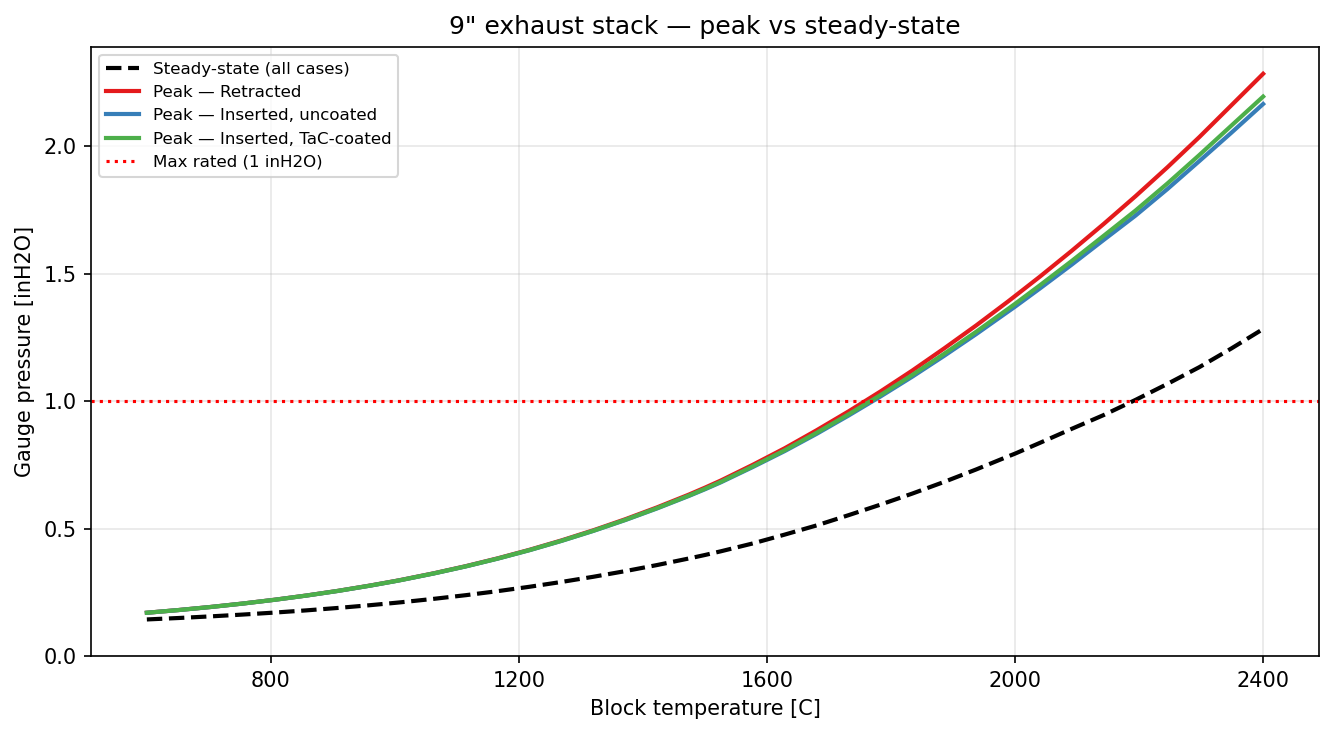 9" exhaust stack — peak vs steady-state
Steady-state (all cases)
Peak — Retracted
Peak — Inserted, uncoated
Peak — Inserted, TaC-coated
Max rated (1 inH2O)
Gauge pressure [inH2O]
2.0
1.5
1.0
0.5
0.0
800
1200
1600
2000
2400
Block temperature [C]